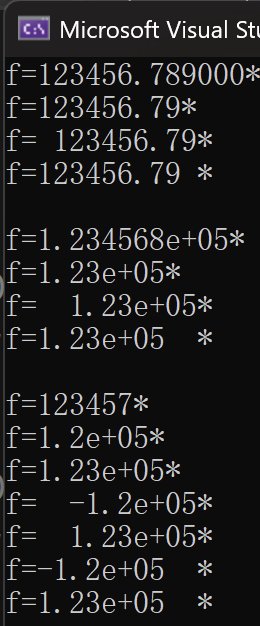 Microsoft Visual Stu
f=123456.789000*
f=123456.79*
f= 123456.79*
f=123456.79 *

f=1.234568e+05*
f=1.23e+05*
f=  1.23e+05*
f=1.23e+05  *

f=123457*
f=1.2e+05*
f=1.23e+05*
f=  -1.2e+05*
f=  1.23e+05*
f=-1.2e+05  *
f=1.23e+05  *